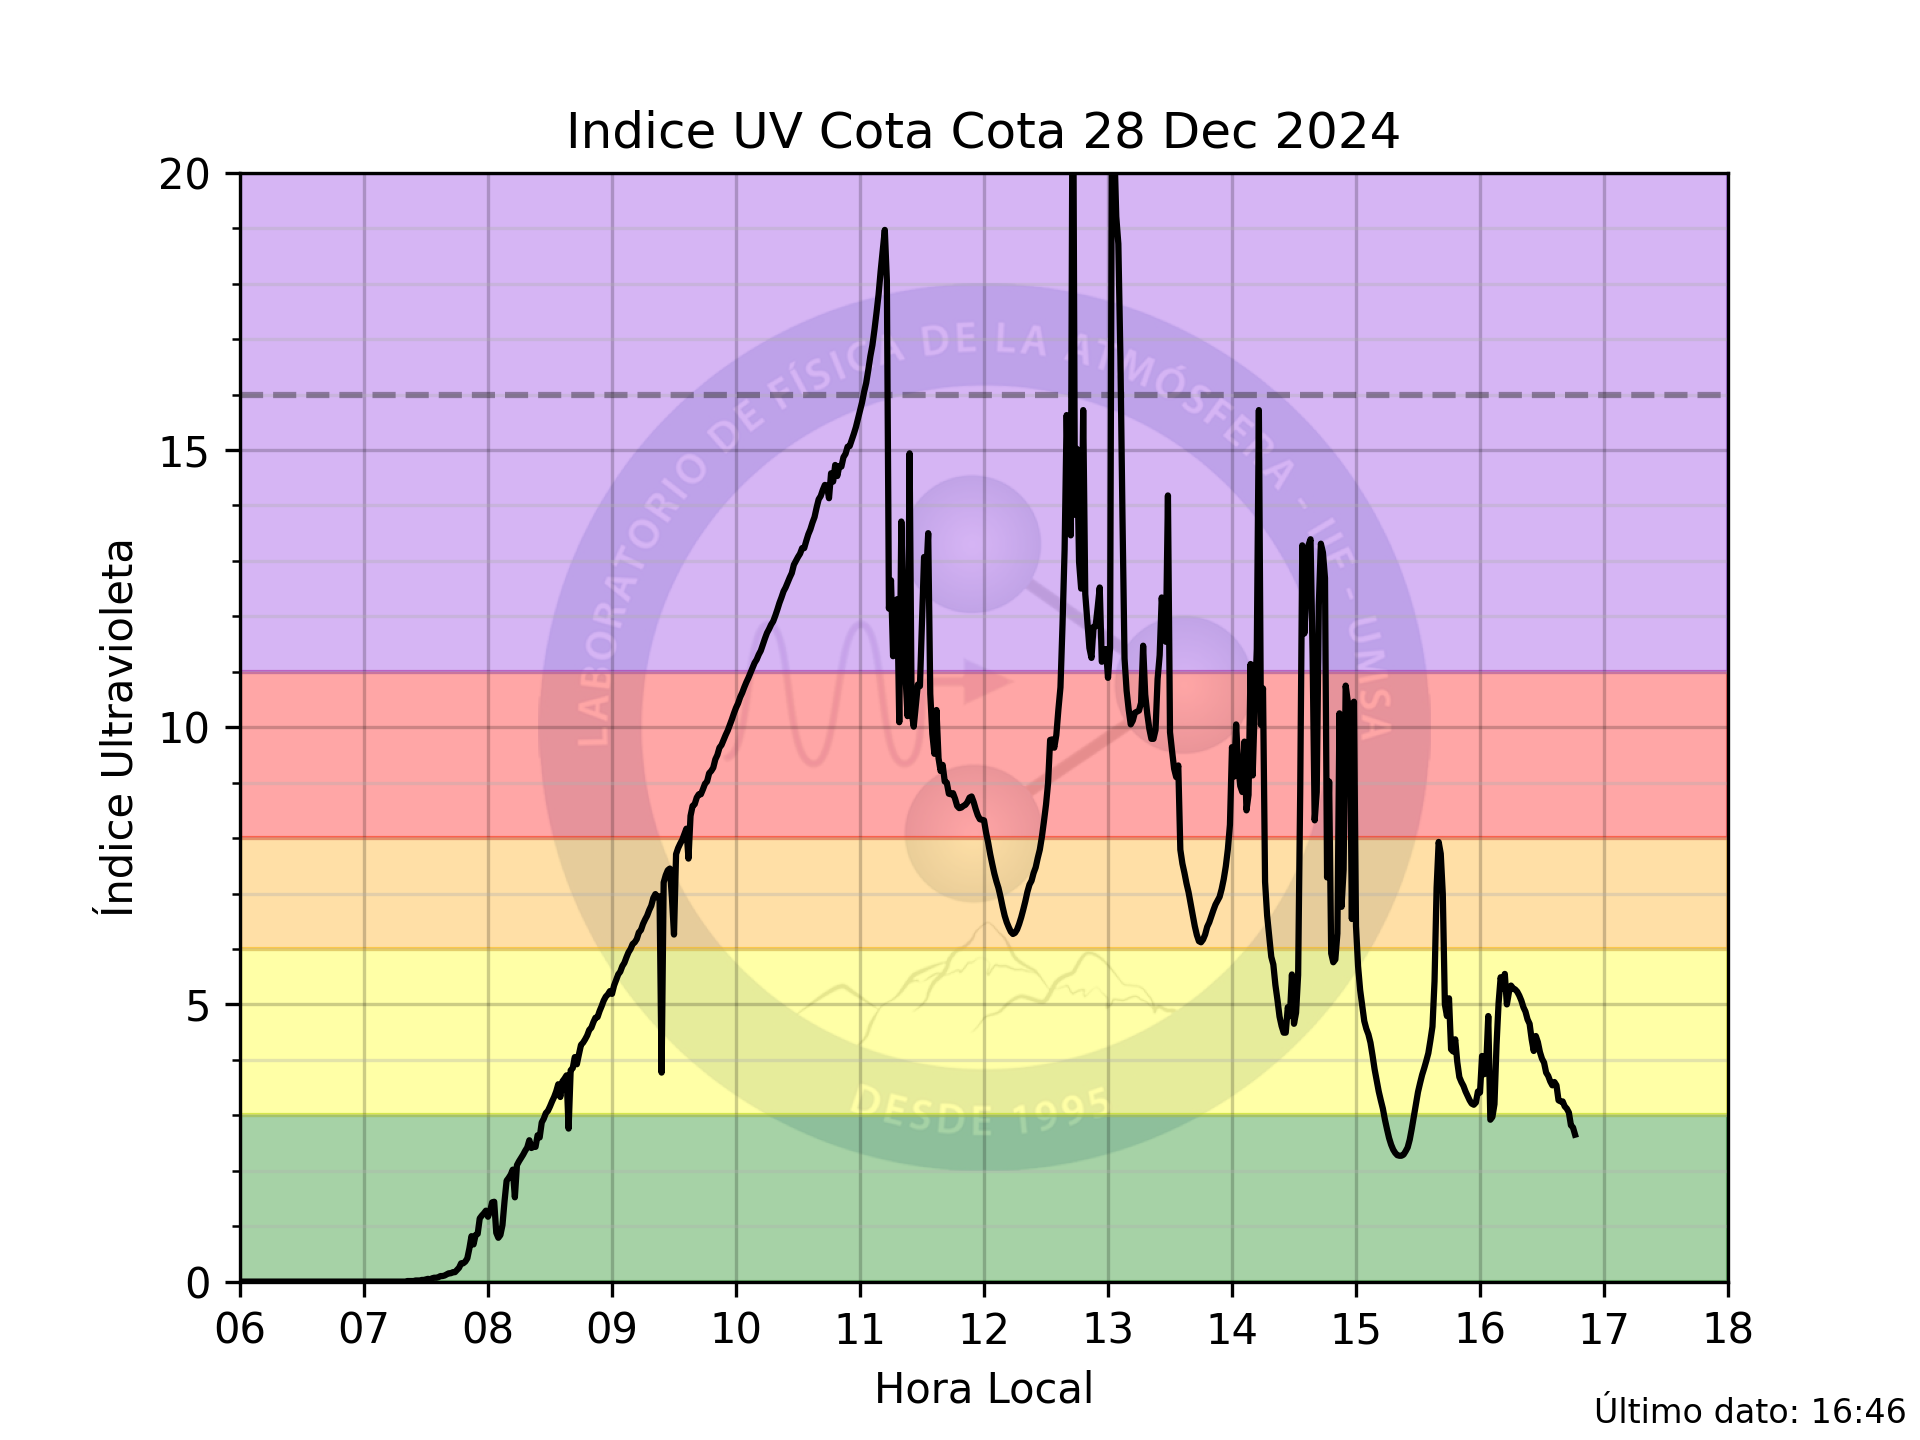 Indice UV Cota Cota 28 Dec 2024
20
15
10
5
0
Índice Ultravioleta
LABORATORIO DE FÍSICA DE LA ATMÓSFERA - IIF - UMSA
DESDE 1995
06 07 08 09 10 11 12 13 14 15 16 17 18
Hora Local
Último dato: 16:46